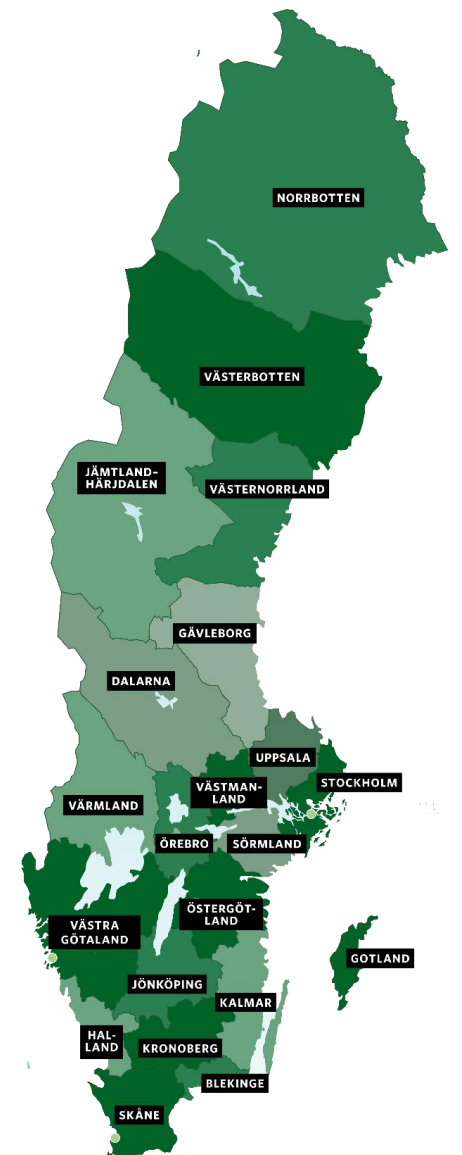 NORRBOTTEN
VÄSTERBOTTEN
JÄMTLAND-
HÄRJDALEN
VÄSTERNORRLAND
GÄVLEBORG
DALARNA
UPPSALA
STOCKHOLM
VÄSTMAN-
LAND
VÄRMLAND
ÖREBRO
SÖRMLAND
ÖSTERGÖT-
LAND
VÄSTRA
GÖTALAND
GOTLAND
JÖNKÖPING
KALMAR
HAL-
LAND
KRONOBERG
BLEKINGE
SKÅNE